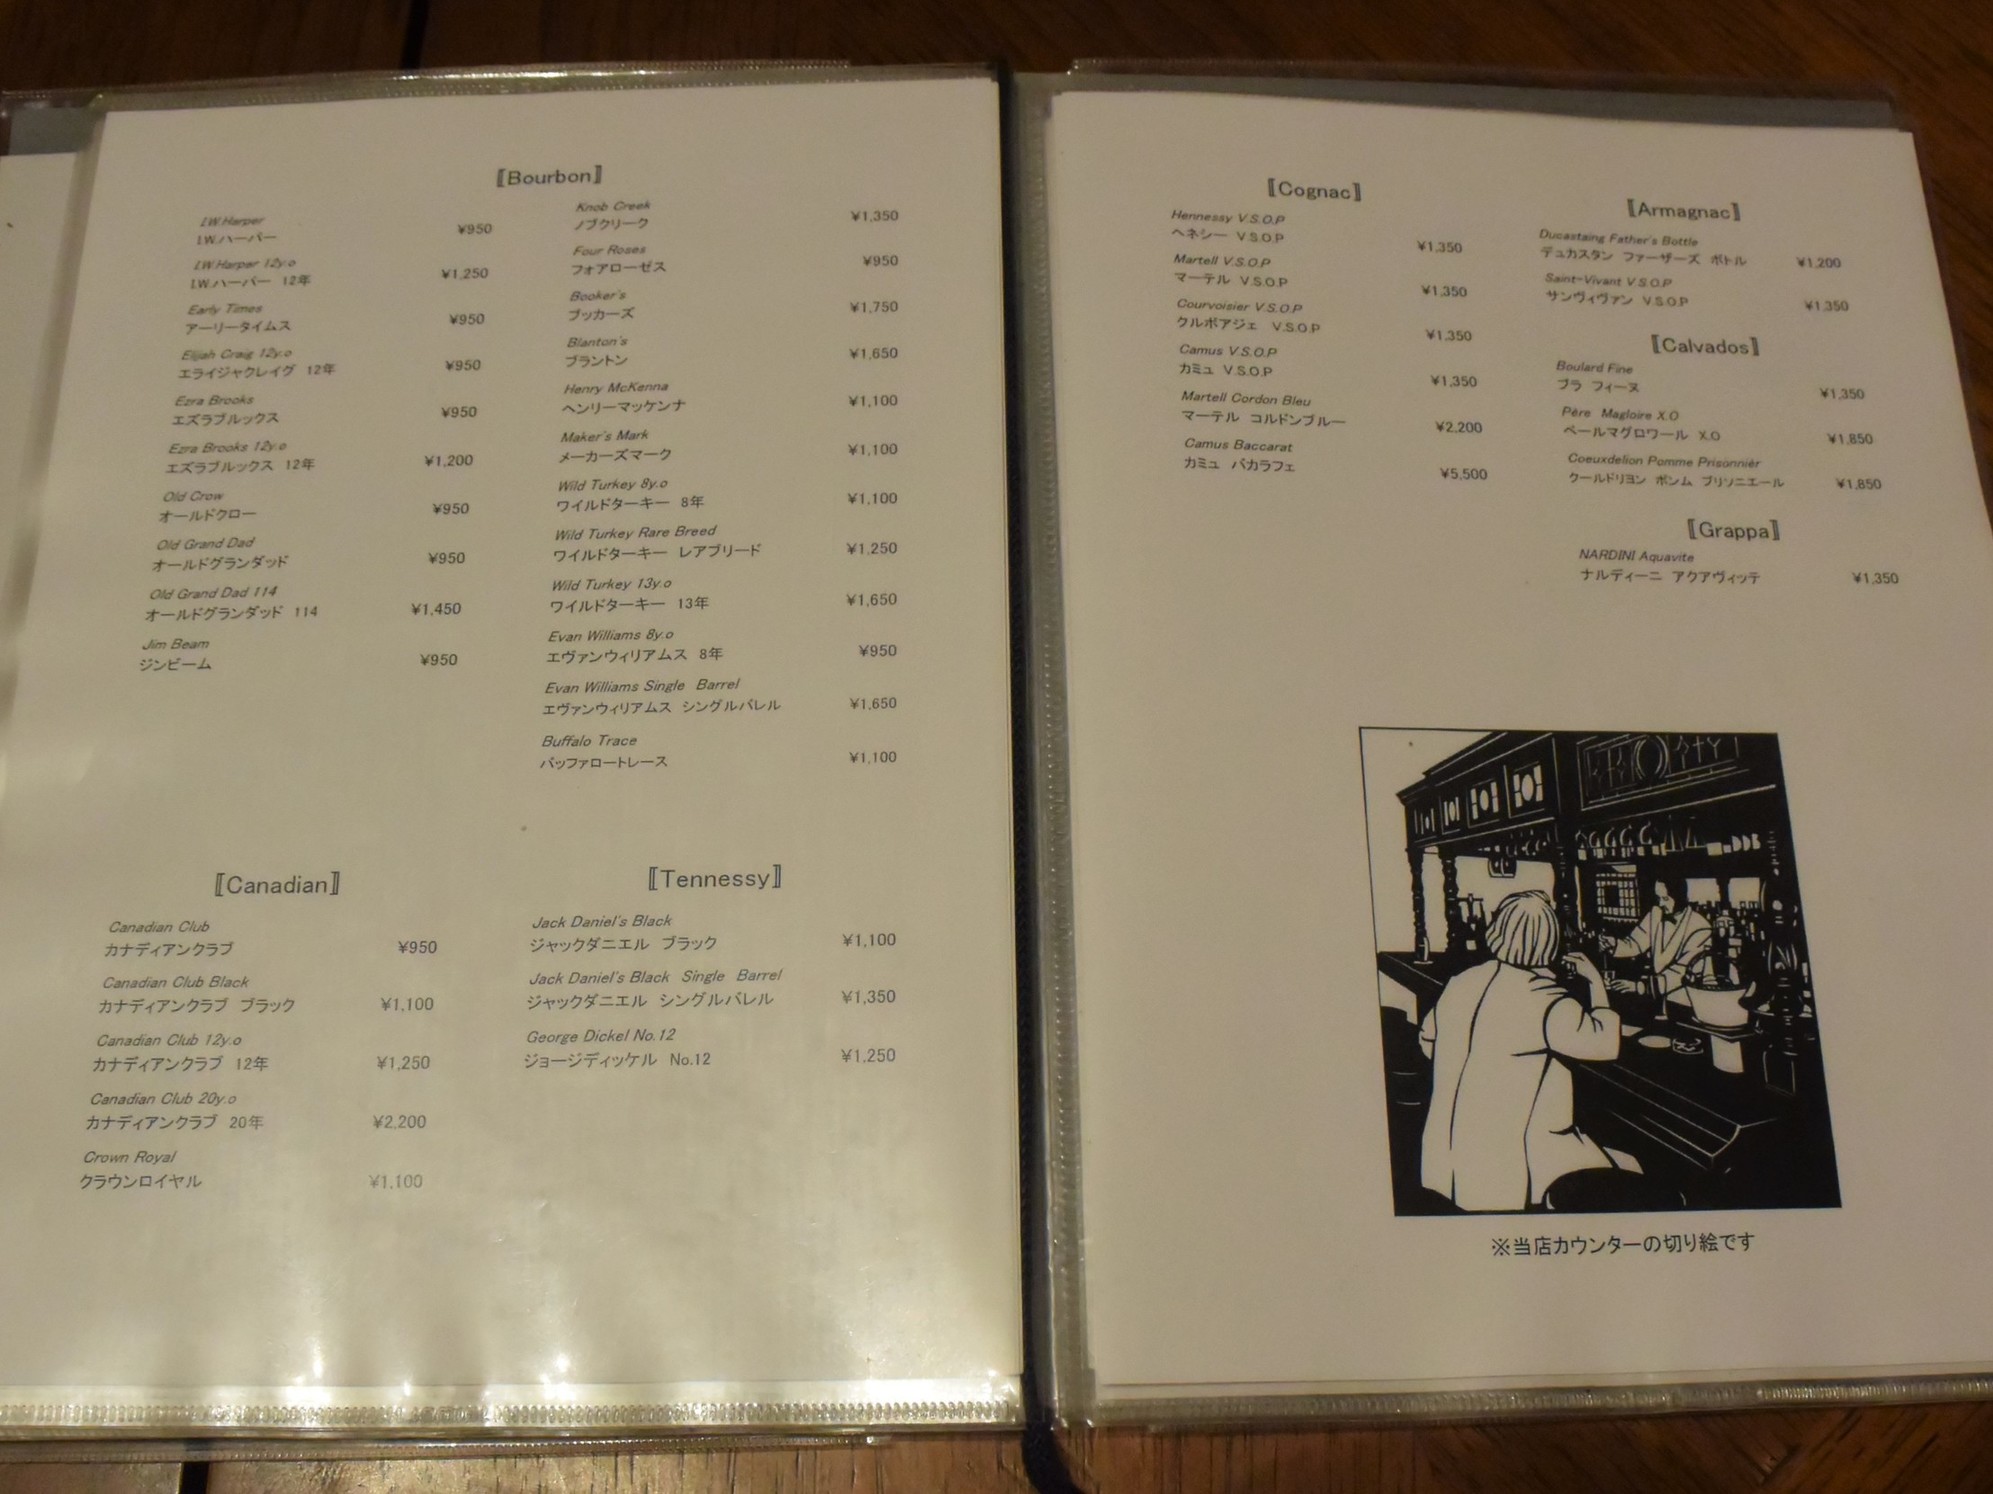 〚Bourbon〛
I.W.Harper
I.W.ハーパー ¥950
I.W.Harper 12y.o
I.W.ハーパー 12年 ¥1,250
Early Times
アーリータイムス ¥950
Elijah Craig 12y.o
エライジャクレイグ 12年 ¥950
Ezra Brooks
エズラブルックス ¥950
Ezra Brooks 12y.o
エズラブルックス 12年 ¥1,200
Old Crow
オールドクロー ¥950
Old Grand Dad
オールドグランダッド ¥950
Old Grand Dad 114
オールドグランダッド 114 ¥1,450
Jim Beam
ジンビーム ¥950
Knob Creek
ノブクリーク ¥1,350
Four Roses
フォアローゼス ¥950
Booker's
ブッカーズ ¥1,750
Blanton's
ブラントン ¥1,650
Henry McKenna
ヘンリーマッケンナ ¥1,100
Maker's Mark
メーカーズマーク ¥1,100
Wild Turkey 8y.o
ワイルドターキー 8年 ¥1,100
Wild Turkey Rare Breed
ワイルドターキー レアブリード ¥1,250
Wild Turkey 13y.o
ワイルドターキー 13年 ¥1,650
Evan Williams 8y.o
エヴァンウィリアムス 8年 ¥950
Evan Williams Single Barrel
エヴァンウィリアムス シングルバレル ¥1,650
Buffalo Trace
バッファロートレース ¥1,100
〚Canadian〛
Canadian Club
カナディアンクラブ ¥950
Canadian Club Black
カナディアンクラブ ブラック ¥1,100
Canadian Club 12y.o
カナディアンクラブ 12年 ¥1,250
Canadian Club 20y.o
カナディアンクラブ 20年 ¥2,200
Crown Royal
クラウンロイヤル ¥1,100
〚Tennessy〛
Jack Daniel's Black
ジャックダニエル ブラック ¥1,100
Jack Daniel's Black Single Barrel
ジャックダニエル シングルバレル ¥1,350
George Dickel No.12
ジョージディッケル No.12 ¥1,250
〚Cognac〛
Hennessy V.S.O.P
ヘネシー V.S.O.P ¥1,350
Martell V.S.O.P
マーテル V.S.O.P ¥1,350
Courvoisier V.S.O.P
クルボアジェ V.S.O.P ¥1,350
Camus V.S.O.P
カミュ V.S.O.P ¥1,350
Martell Cordon Bleu
マーテル コルドンブルー ¥2,200
Camus Baccarat
カミュ バカラフェ ¥5,500
〚Armagnac〛
Ducastaing Father's Bottle
デュカスタン ファーザーズ ボトル ¥1,200
Saint-Vivant V.S.O.P
サンヴィヴァン V.S.O.P ¥1,350
〚Calvados〛
Boulard Fine
ブラ フィーヌ ¥1,350
Père Magloire X.O
ペールマグロワール X.O ¥1,850
Coeuxdelion Pomme Prisonnièr
クールドリヨン ポンム プリソニエール ¥1,850
〚Grappa〛
NARDINI Aquavite
ナルディーニ アクアヴィッテ ¥1,350
※当店カウンターの切り絵です